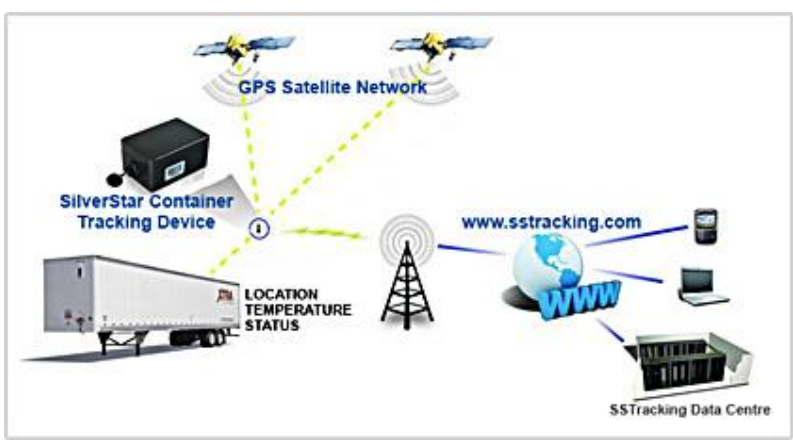 GPS Satellite Network
SilverStar Container
Tracking Device
www.sstracking.com
LOCATION
TEMPERATURE
STATUS
WWW
SSTracking Data Centre